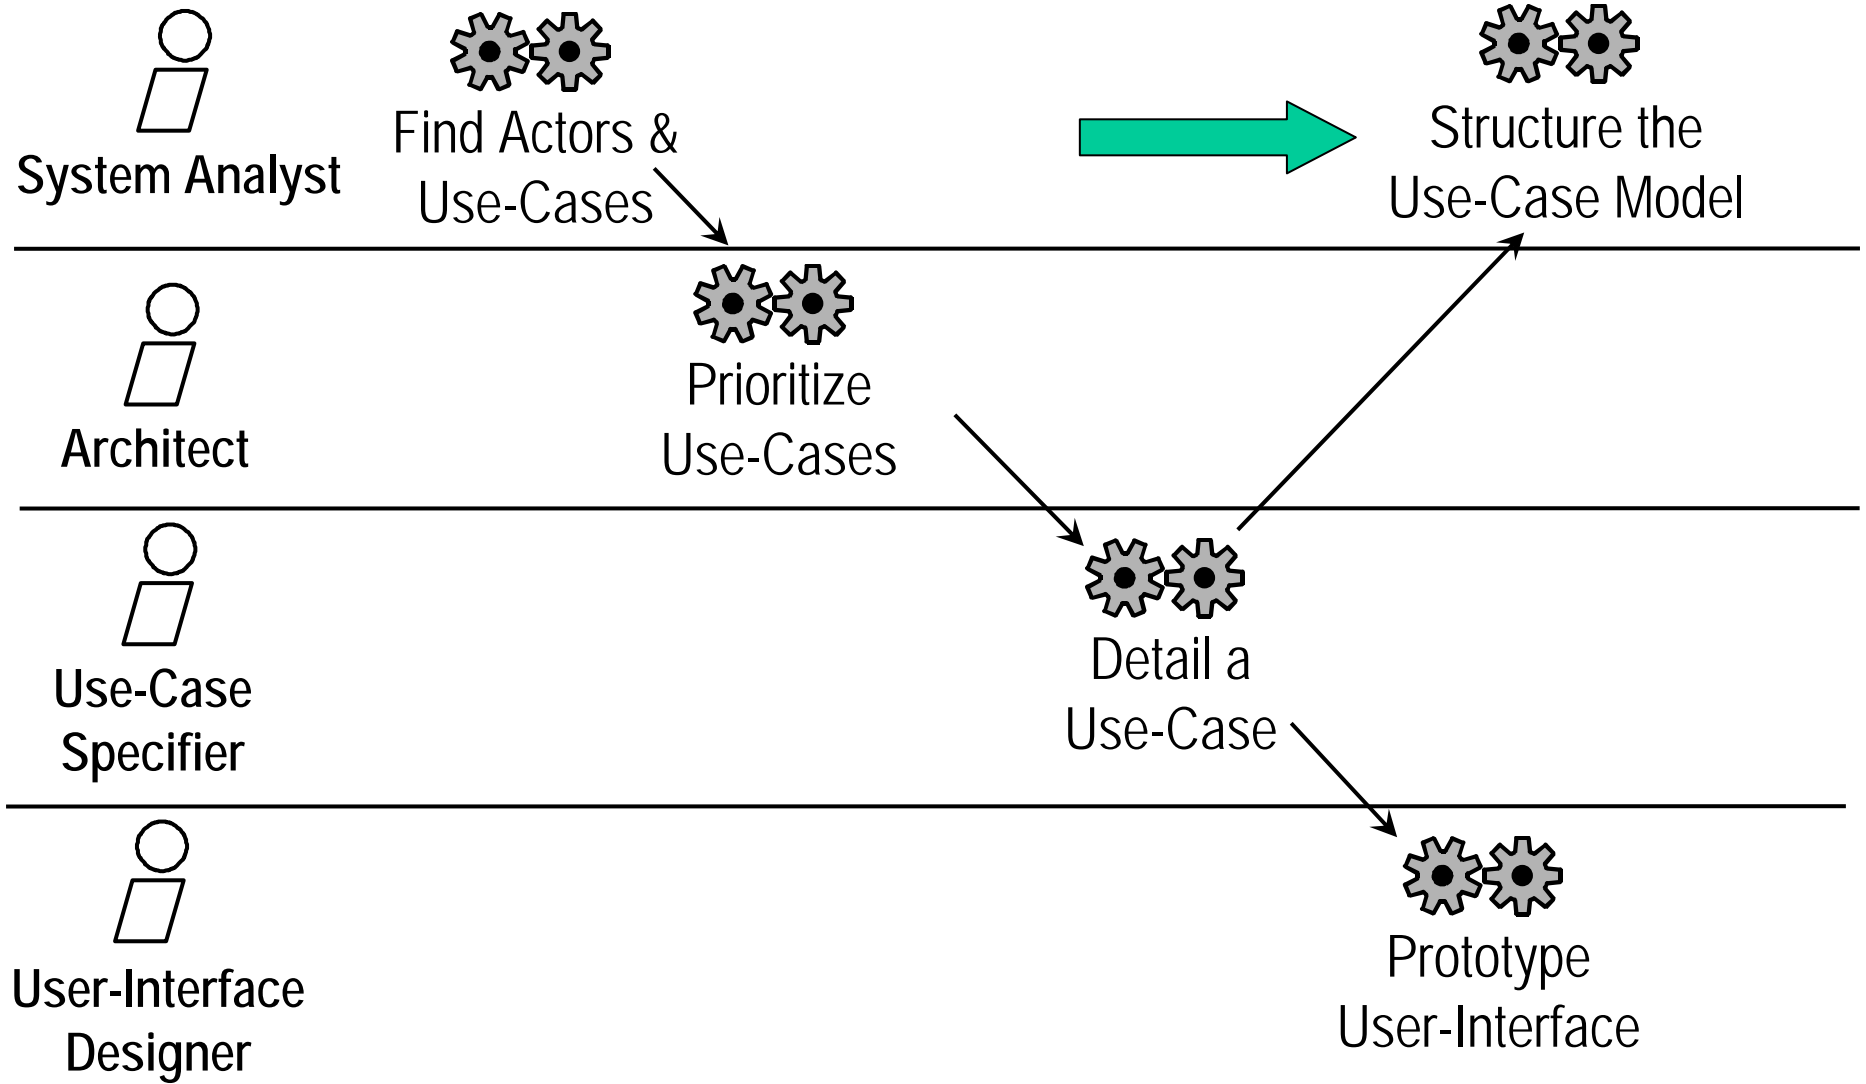 System Analyst
Find Actors &
Use-Cases
Structure the
Use-Case Model
Architect
Prioritize
Use-Cases
Use-Case
Specifier
Detail a
Use-Case
User-Interface
Designer
Prototype
User-Interface